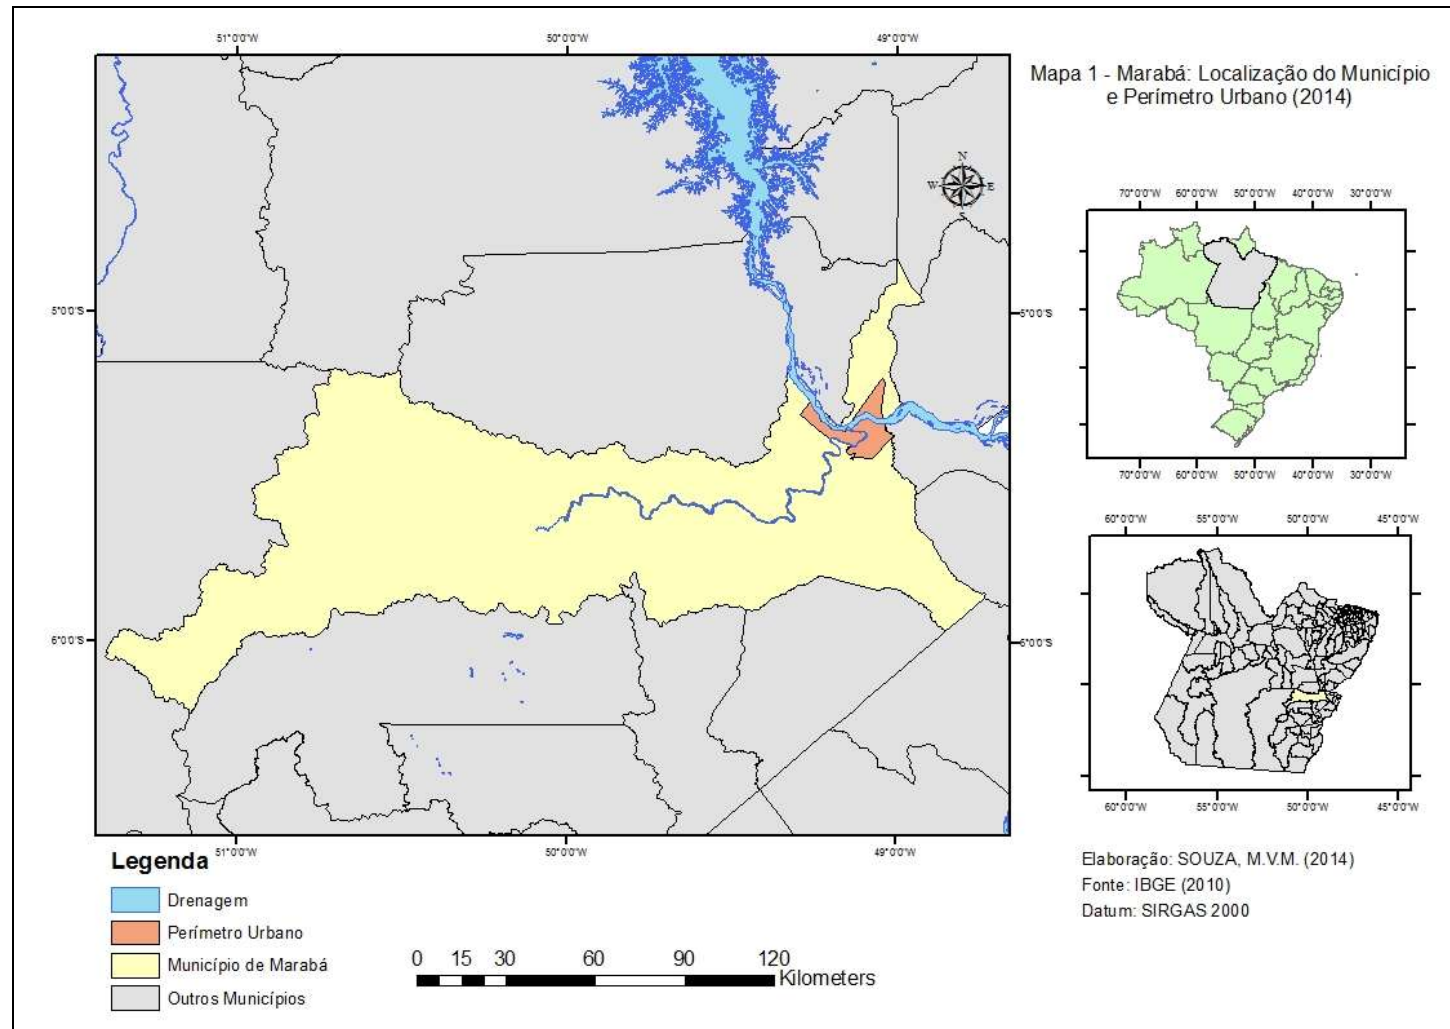 Mapa 1 - Marabá: Localização do Município
e Perímetro Urbano (2014)
51°0'0"W 50°0'0"W 49°0'0"W
N
W E
S
5°0'0"S 5°0'0"S
6°0'0"S 6°0'0"S
51°0'0"W 50°0'0"W 49°0'0"W
70°0'0"W 60°0'0"W 50°0'0"W 40°0'0"W 30°0'0"W
70°0'0"W 60°0'0"W 50°0'0"W 40°0'0"W 30°0'0"W
60°0'0"W 55°0'0"W 50°0'0"W 45°0'0"W
60°0'0"W 55°0'0"W 50°0'0"W 45°0'0"W
Legenda
Drenagem
Perímetro Urbano
Município de Marabá
Outros Municípios
0 15 30 60 90 120
Kilometers
Elaboração: SOUZA, M.V.M. (2014)
Fonte: IBGE (2010)
Datum: SIRGAS 2000